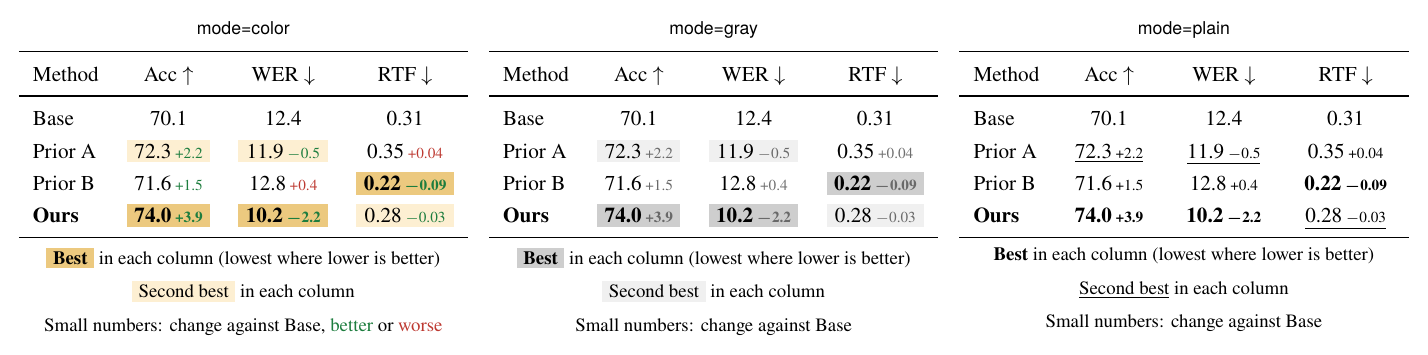 mode=color
Method Acc ↑ WER ↓ RTF ↓
Base 70.1 12.4 0.31
Prior A 72.3 +2.2 11.9 −0.5 0.35 +0.04
Prior B 71.6 +1.5 12.8 +0.4 0.22 −0.09
Ours 74.0 +3.9 10.2 −2.2 0.28 −0.03
Best in each column (lowest where lower is better)
Second best in each column
Small numbers: change against Base, better or worse
mode=gray
Method Acc ↑ WER ↓ RTF ↓
Base 70.1 12.4 0.31
Prior A 72.3 +2.2 11.9 −0.5 0.35 +0.04
Prior B 71.6 +1.5 12.8 +0.4 0.22 −0.09
Ours 74.0 +3.9 10.2 −2.2 0.28 −0.03
Best in each column (lowest where lower is better)
Second best in each column
Small numbers: change against Base
mode=plain
Method Acc ↑ WER ↓ RTF ↓
Base 70.1 12.4 0.31
Prior A 72.3 +2.2 11.9 −0.5 0.35 +0.04
Prior B 71.6 +1.5 12.8 +0.4 0.22 −0.09
Ours 74.0 +3.9 10.2 −2.2 0.28 −0.03
Best in each column (lowest where lower is better)
Second best in each column
Small numbers: change against Base